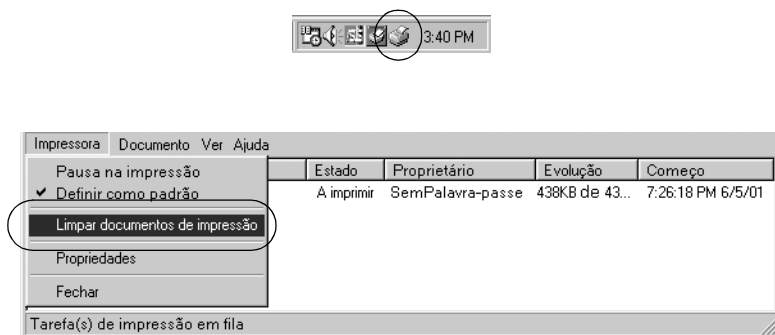 3:40 PM
Impressora Documento Ver Ajuda
Pausa na impressão
Estado Proprietário Evolução Começo
Definir como padrão
A imprimir SemPalavra-passe 438KB de 43... 7:26:18 PM 6/5/01
Limpar documentos de impressão
Propriedades
Fechar
Tarefa(s) de impressão em fila